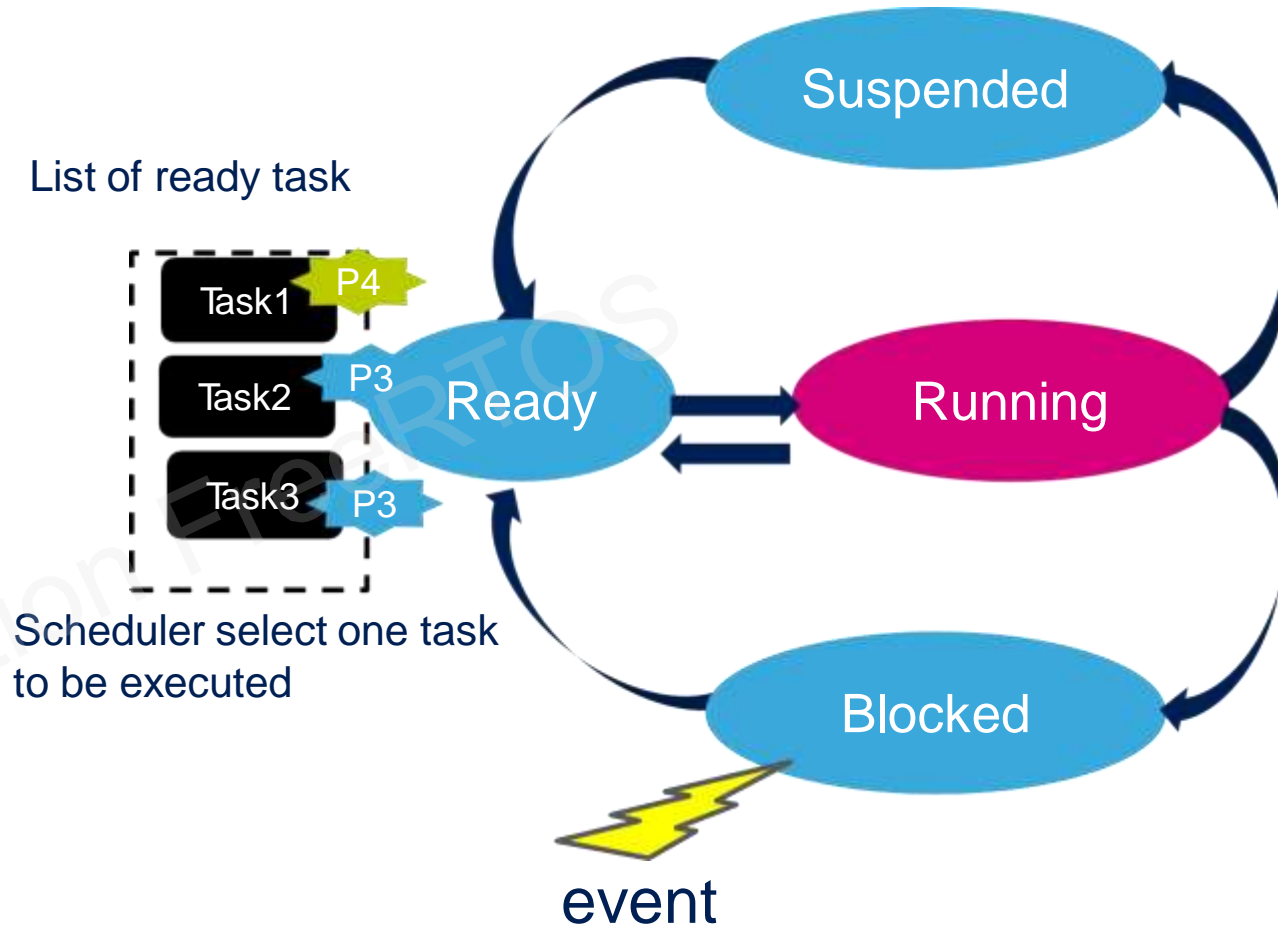 Suspended
List of ready task
Task1
P4
Task2
P3
Ready
Running
Task3
P3
Scheduler select one task
to be executed
Blocked
event
FreeRTOS